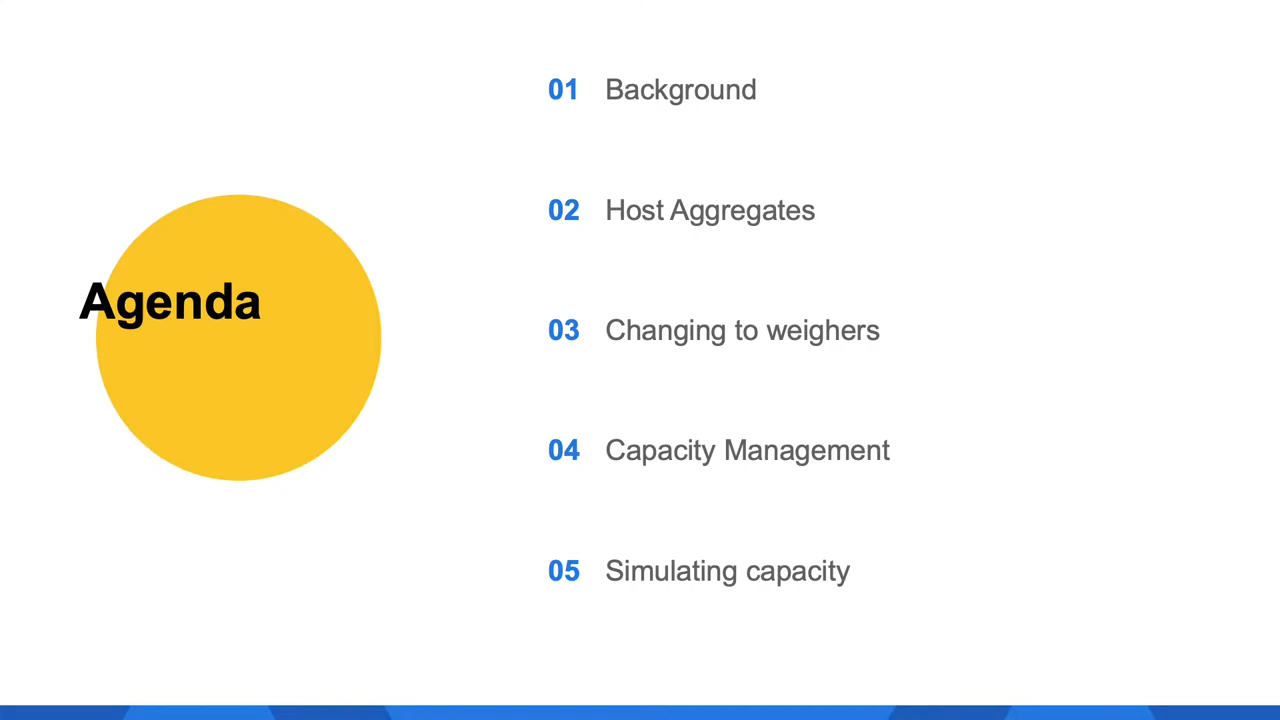 Agenda
01 Background
02 Host Aggregates
03 Changing to weighers
04 Capacity Management
05 Simulating capacity